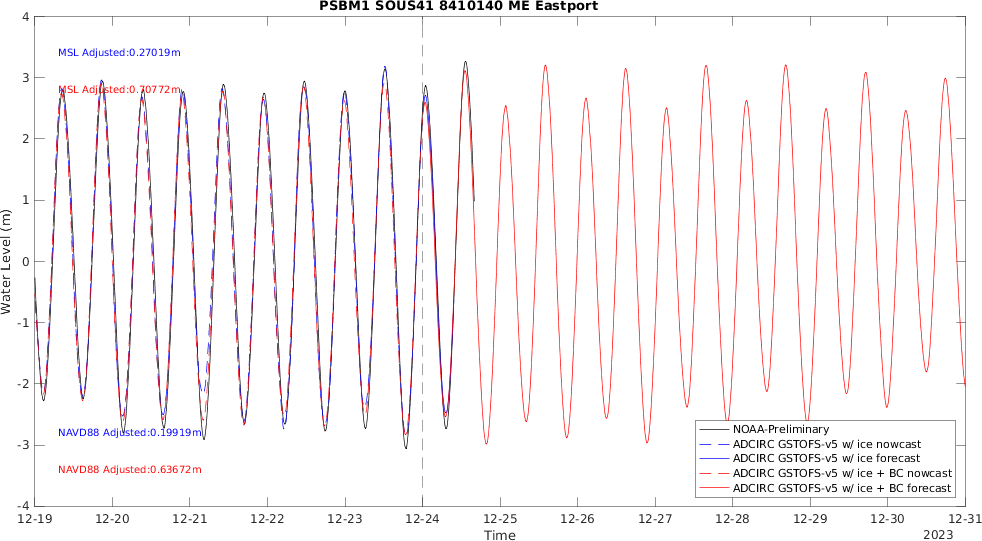 PSBM1 SOUS41 8410140 ME Eastport
MSL Adjusted:0.27019m
MSL Adjusted:0.70772m
NAVD88 Adjusted:0.19919m
NAVD88 Adjusted:0.63672m
Water Level (m)
4
3
2
1
0
-1
-2
-3
-4
NOAA-Preliminary
ADCIRC GSTOFS-v5 w/ ice nowcast
ADCIRC GSTOFS-v5 w/ ice forecast
ADCIRC GSTOFS-v5 w/ ice + BC nowcast
ADCIRC GSTOFS-v5 w/ ice + BC forecast
12-19 12-20 12-21 12-22 12-23 12-24 12-25 12-26 12-27 12-28 12-29 12-30 12-31
Time
2023